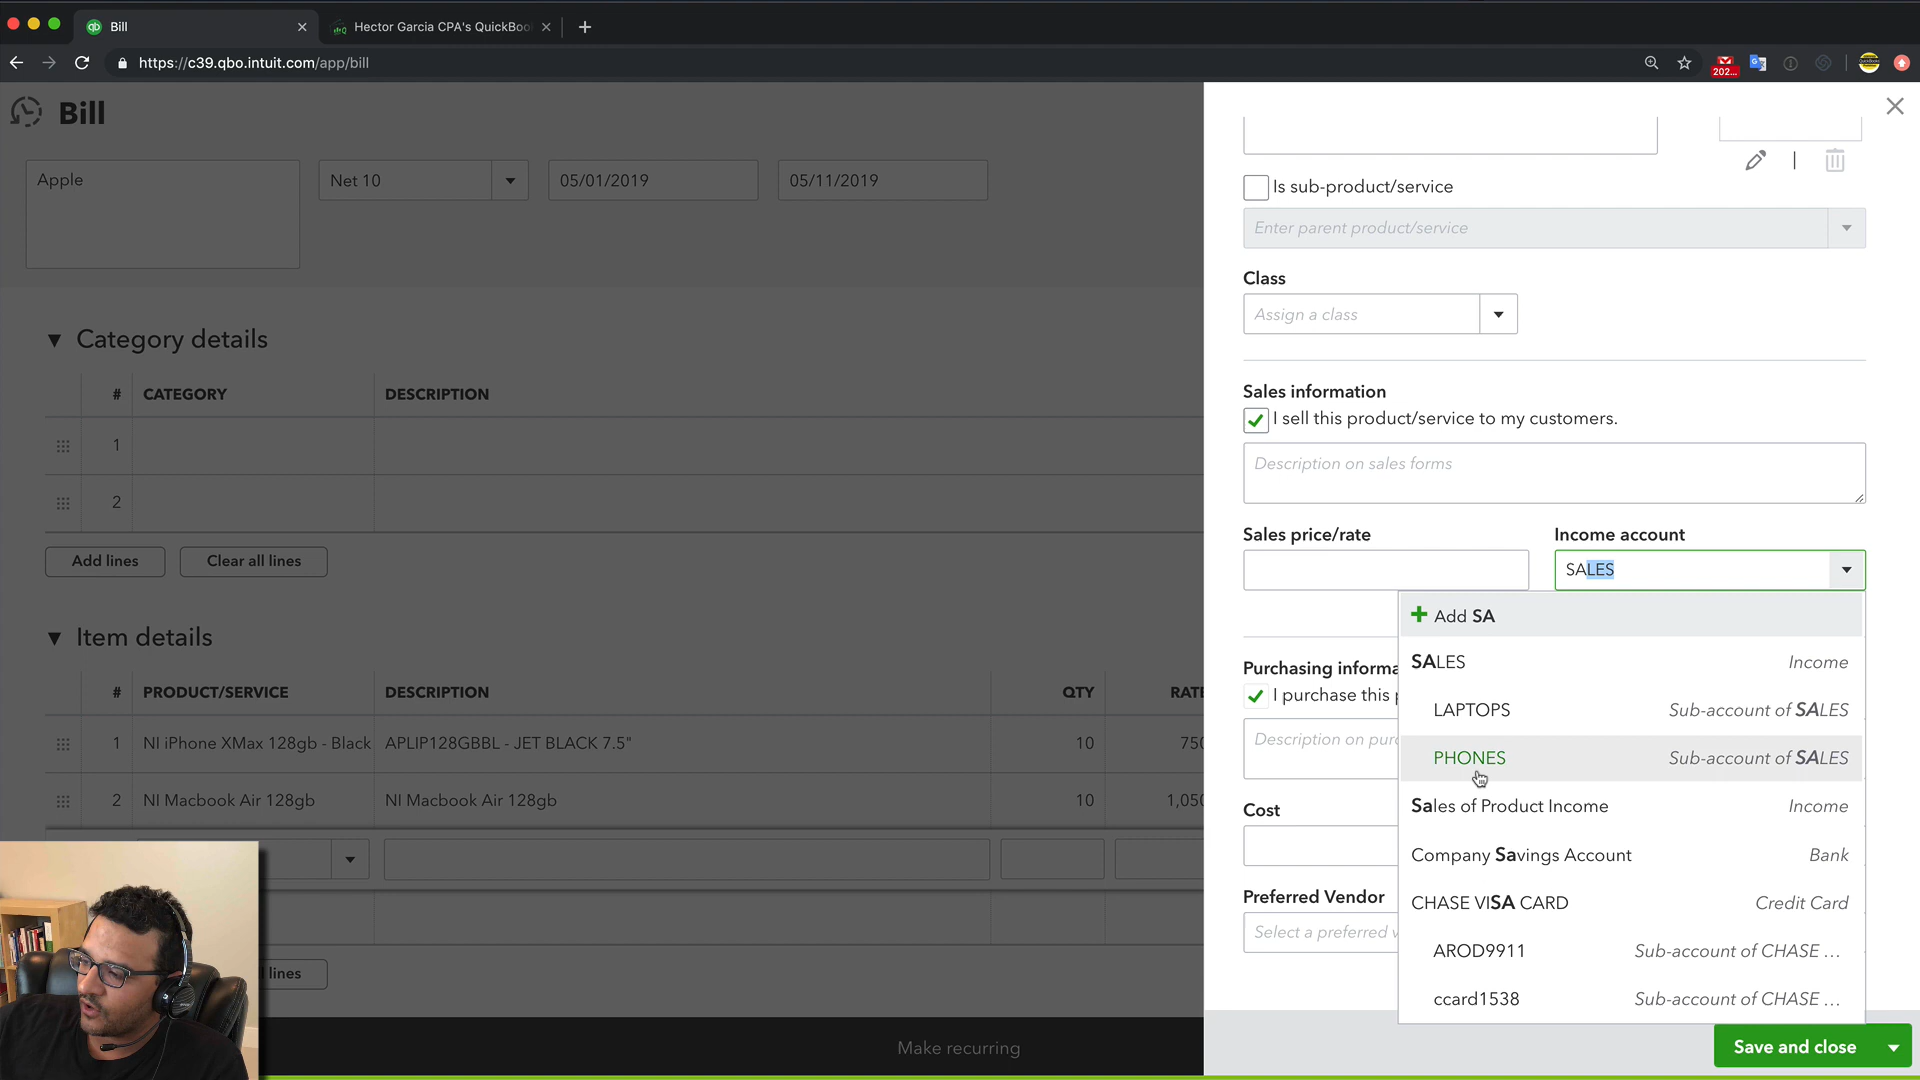 Bill
Hector Garcia CPA's QuickBoo
https://c39.qbo.intuit.com/app/bill
202...
Bill
Apple
Net 10
05/01/2019
05/11/2019
Category details
# CATEGORY DESCRIPTION
1
2
Add lines
Clear all lines
Item details
# PRODUCT/SERVICE DESCRIPTION QTY RATE
1 NI iPhone XMax 128gb - Black APLIP128GBBL - JET BLACK 7.5" 10 750
2 NI Macbook Air 128gb NI Macbook Air 128gb 10 1,050
lines
Make recurring
Is sub-product/service
Enter parent product/service
Class
Assign a class
Sales information
I sell this product/service to my customers.
Description on sales forms
Sales price/rate
Income account
SALES
Add SA
SALES Income
LAPTOPS Sub-account of SALES
PHONES Sub-account of SALES
Sales of Product Income Income
Company Savings Account Bank
CHASE VISA CARD Credit Card
AROD9911 Sub-account of CHASE ...
ccard1538 Sub-account of CHASE ...
Purchasing informa
I purchase this p
Description on purc
Cost
Preferred Vendor
Select a preferred v
Save and close